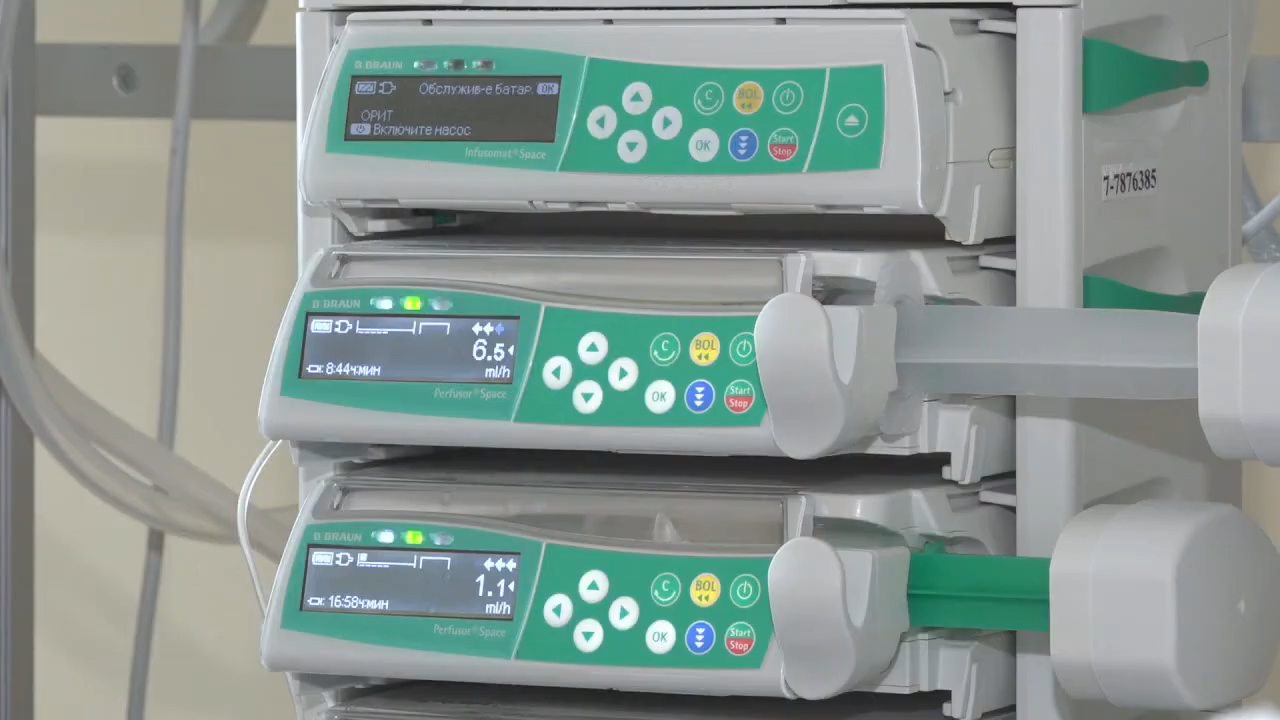 B BRAUN
Обслужив-е батар. OK
ОРИТ
Включите насос
Infusomat® Space
C BOL
OK Start
Stop
7-7876385
B BRAUN
6.5
8:44ч:мин ml/h
Perfusor® Space
C BOL
OK Start
Stop
B BRAUN
1.1
16:58ч:мин ml/h
Perfusor® Space
C BOL
OK Start
Stop